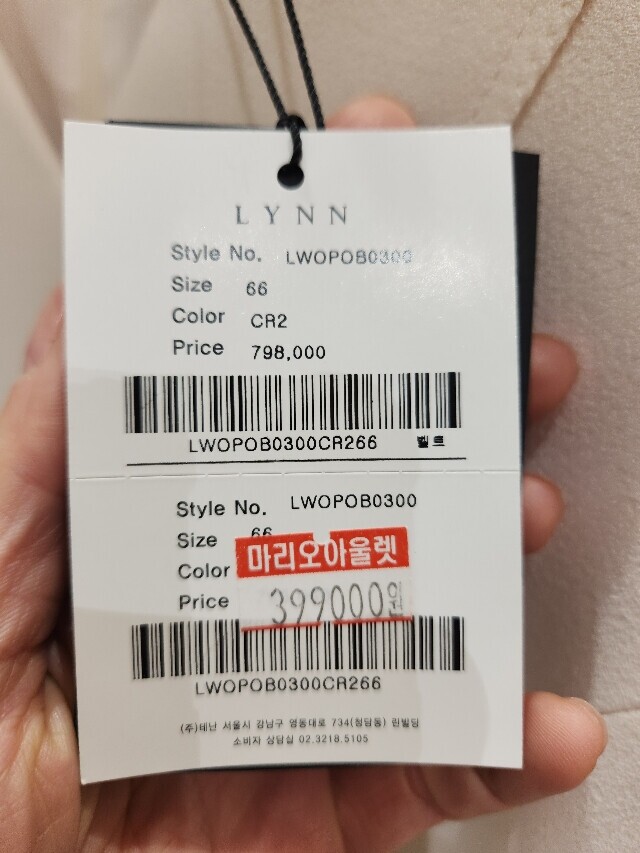 LYNN
Style No. LWOPOB0300
Size 66
Color CR2
Price 798,000
LWOPOB0300CR266 벨트
Style No. LWOPOB0300
Size 66
마리오아울렛
Color
Price 399000원
LWOPOB0300CR266
(주)테난 서울시 강남구 영동대로 734(청담동) 린빌딩
소비자 상담실 02.3218.5105